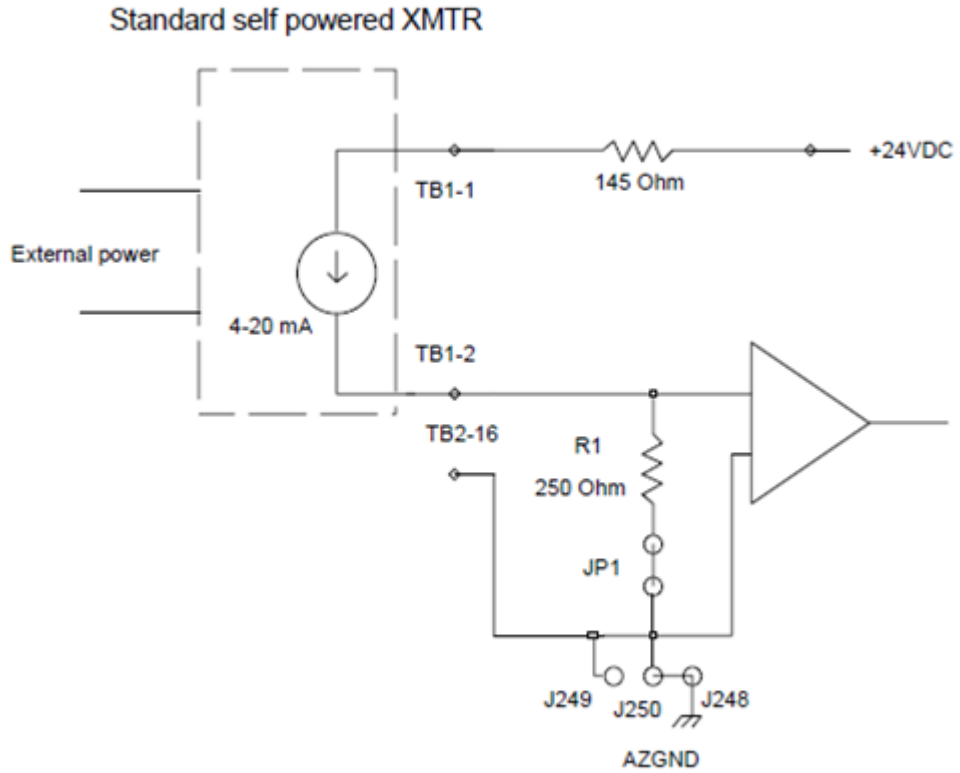 Standard self powered XMTR
+24VDC
TB1-1
145 Ohm
External power
4-20 mA
TB1-2
TB2-16
R1
250 Ohm
JP1
J249
J250
J248
AZGND